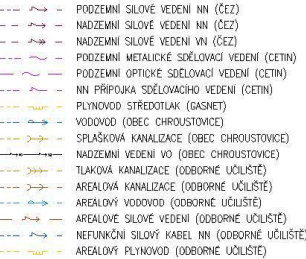 PODZEMNÍ SILOVÉ VEDENÍ NN (ČEZ)
NADZEMNÍ SILOVÉ VEDENÍ NN (ČEZ)
NADZEMNÍ SILOVÉ VEDENÍ VN (ČEZ)
PODZEMNÍ METALICKÉ SDĚLOVACÍ VEDENÍ (CETIN)
PODZEMNÍ OPTICKÉ SDĚLOVACÍ VEDENÍ (CETIN)
NN PŘÍPOJKA SDĚLOVACÍHO VEDENÍ (CETIN)
PLYNOVOD STŘEDOTLAK (GASNET)
VODOVOD (OBEC CHROUSTOVICE)
SPLAŠKOVÁ KANALIZACE (OBEC CHROUSTOVICE)
NADZEMNÍ VEDENÍ VO (OBEC CHROUSTOVICE)
TLAKOVÁ KANALIZACE (ODBORNÉ UČILIŠTĚ)
AREÁLOVÁ KANALIZACE (ODBORNÉ UČILIŠTĚ)
AREÁLOVÝ VODOVOD (ODBORNÉ UČILIŠTĚ)
AREÁLOVÉ SILOVÉ VEDENÍ (ODBORNÉ UČILIŠTĚ)
NEFUNKČNÍ SILOVÝ KABEL NN (ODBORNÉ UČILIŠTĚ)
AREÁLOVÝ PLYNOVOD (ODBORNÉ UČILIŠTĚ)